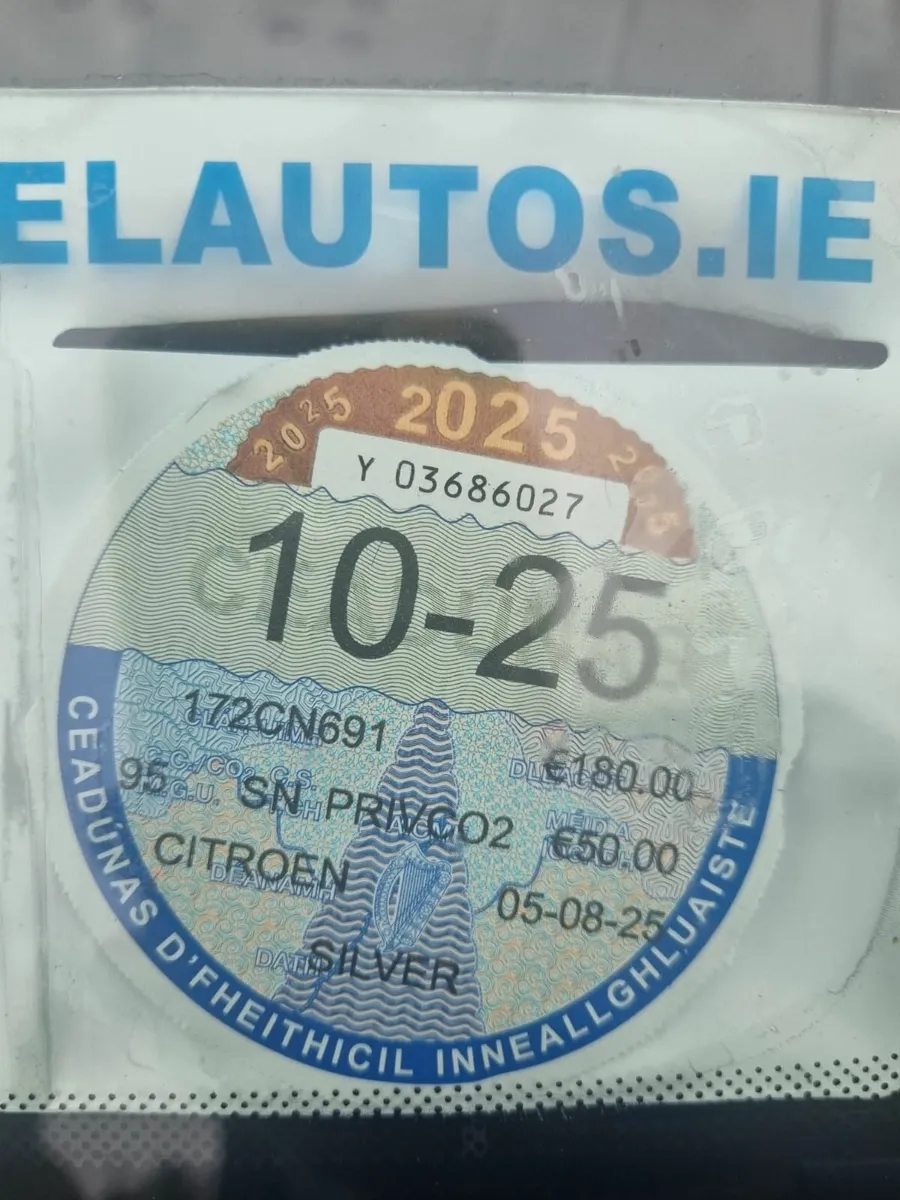 ELAUTOS.IE
2025 2025 2025
Y 03686027
10-25
172CN691
€180.00
95 SN PRIVCO2
€50.00
CITROEN
DÉANAMH
05-08-25
SILVER
CEADÚNAS D'FHEITHICIL INNEALLGHLUAISTE